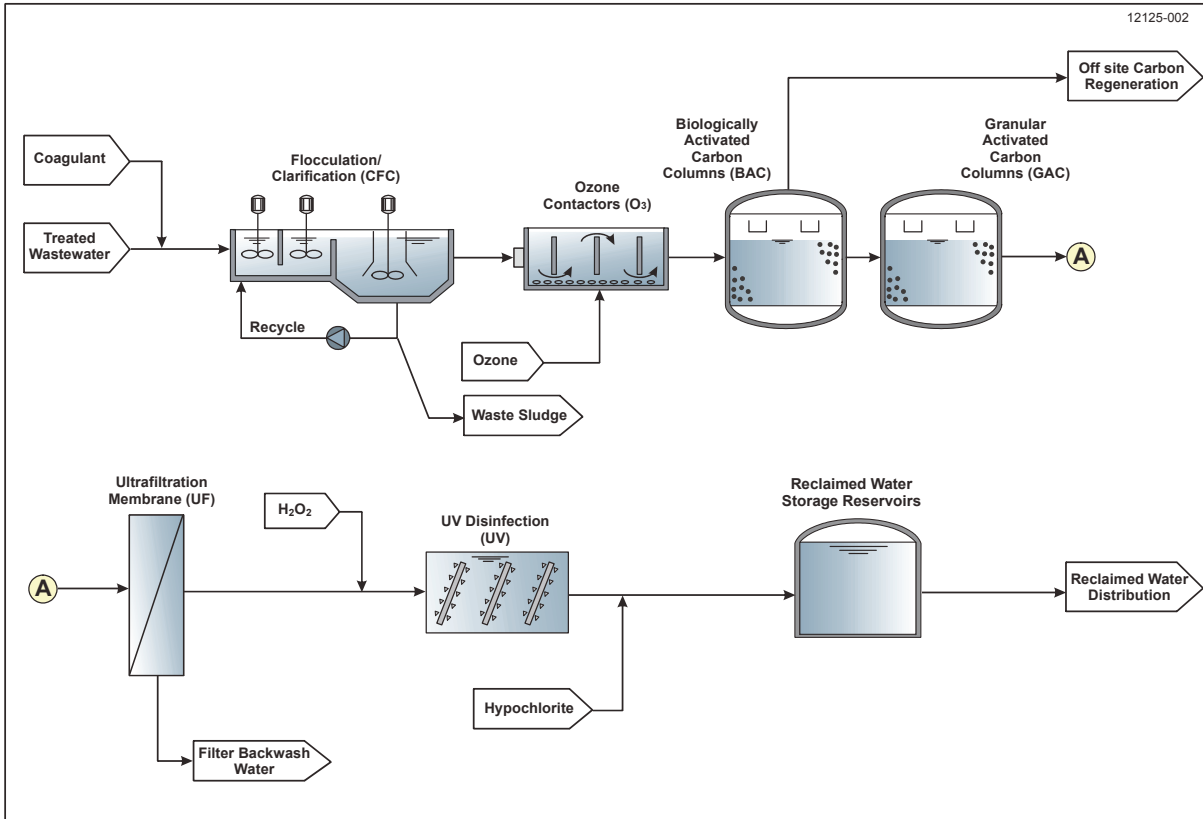 12125-002
Off site Carbon
Regeneration
Biologically
Activated
Carbon
Columns (BAC)
Granular
Activated
Carbon
Columns (GAC)
Coagulant
Flocculation/
Clarification (CFC)
Ozone
Contactors (O₃)
Treated
Wastewater
A
Recycle
Ozone
Waste Sludge
Ultrafiltration
Membrane (UF)
H₂O₂
UV Disinfection
(UV)
Reclaimed Water
Storage Reservoirs
A
Reclaimed Water
Distribution
Hypochlorite
Filter Backwash
Water